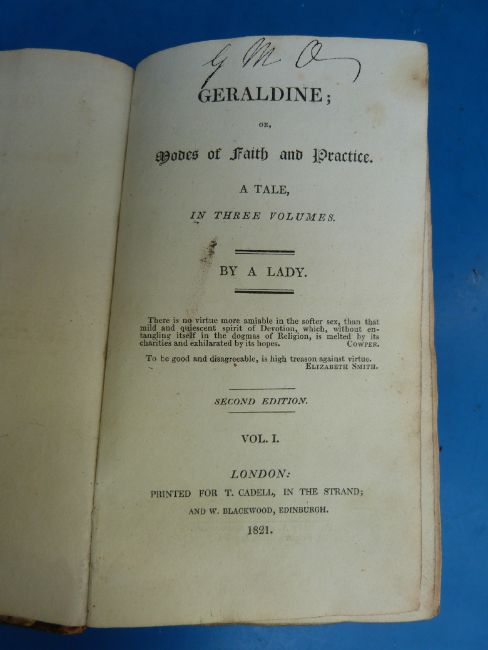 G M O
GERALDINE;
OR,
Modes of Faith and Practice.
A TALE,
IN THREE VOLUMES.
BY A LADY.
There is no virtue more amiable in the softer sex, than that
mild and quiescent spirit of Devotion, which, without en-
tangling itself in the dogmas of Religion, is melted by its
charities and exhilarated by its hopes. COWPER.
To be good and disagreeable, is high treason against virtue.
ELIZABETH SMITH.
SECOND EDITION.
VOL. I.
LONDON:
PRINTED FOR T. CADELL, IN THE STRAND;
AND W. BLACKWOOD, EDINBURGH.
1821.